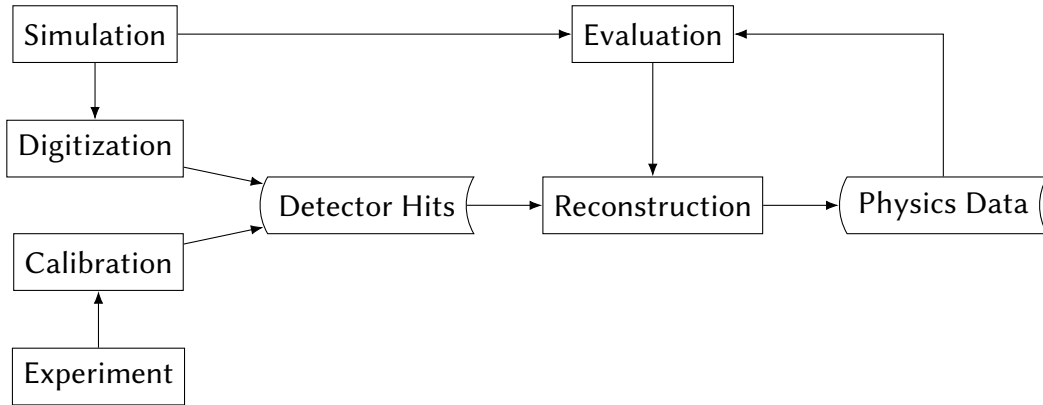 Simulation
Evaluation
Digitization
Detector Hits
Reconstruction
Physics Data
Calibration
Experiment